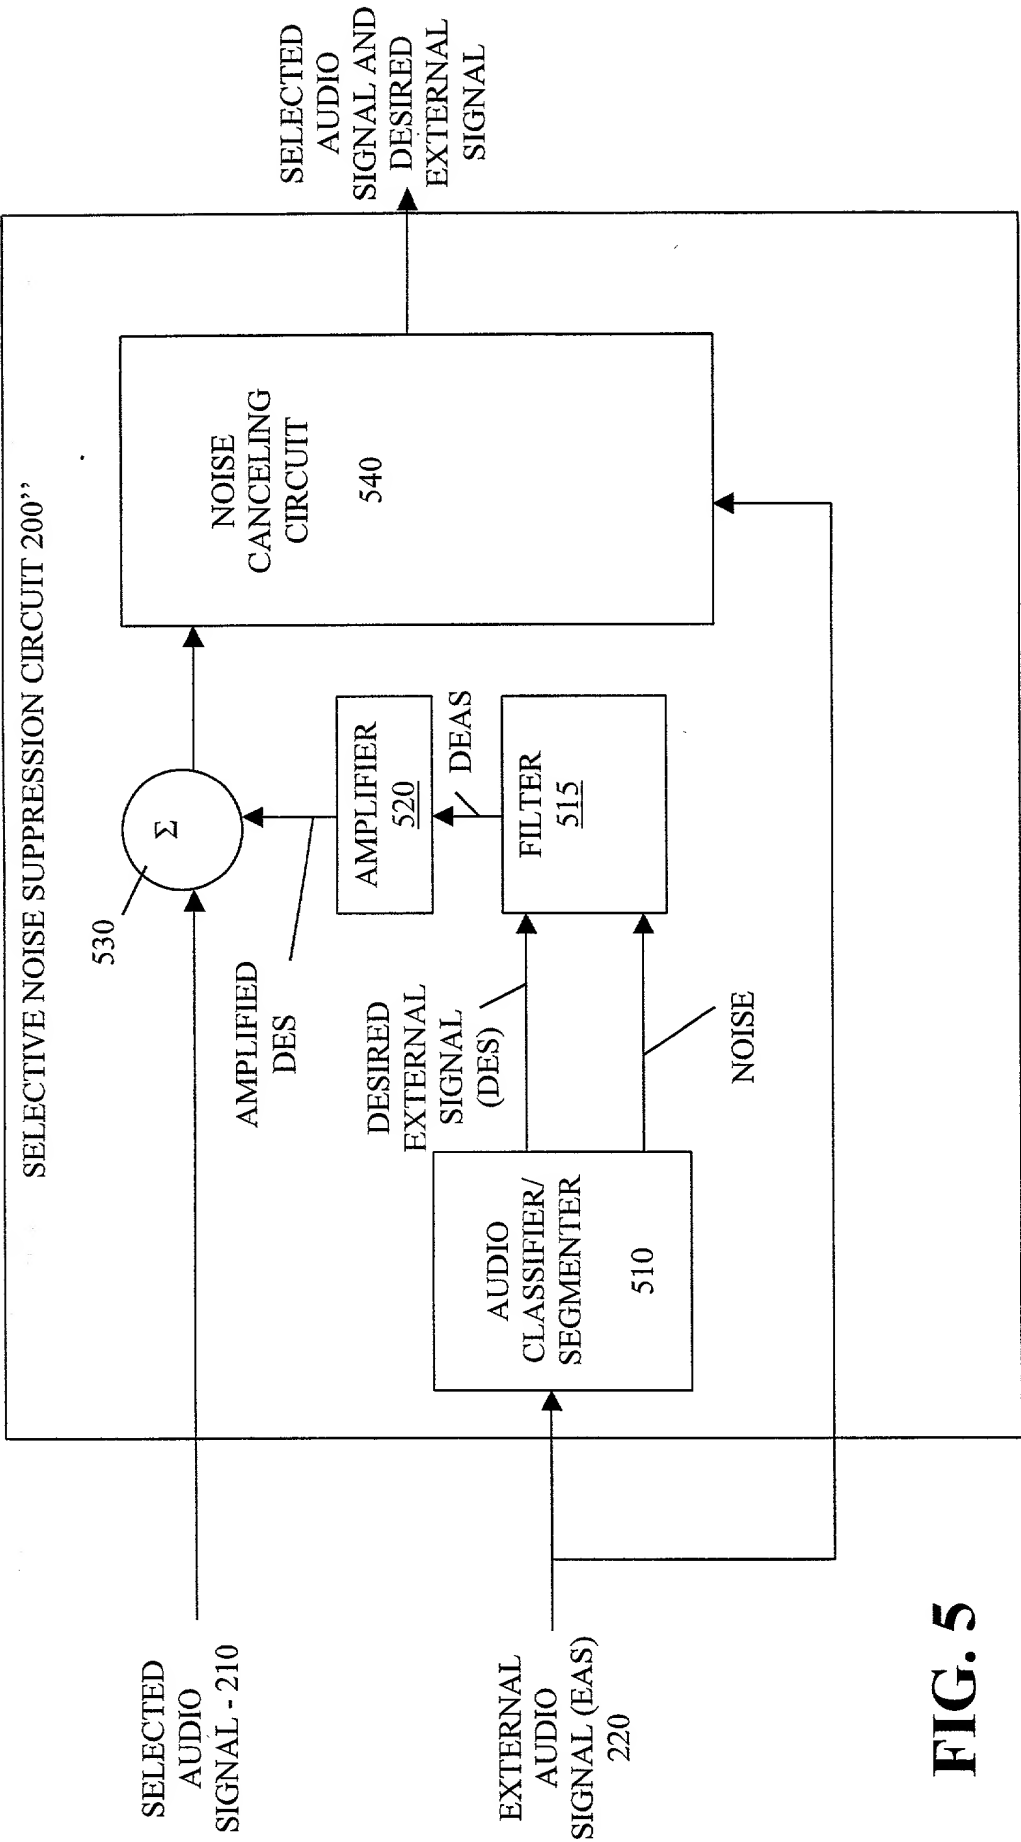 SELECTIVE NOISE SUPPRESSION CIRCUIT 200”
SELECTED
AUDIO
SIGNAL - 210
530
Σ
NOISE
CANCELING
CIRCUIT
540
SELECTED
AUDIO
SIGNAL AND
DESIRED
EXTERNAL
SIGNAL
AMPLIFIED
DES
AMPLIFIER
520
DEAS
DESIRED
EXTERNAL
SIGNAL
(DES)
FILTER
515
NOISE
AUDIO
CLASSIFIER/
SEGMENTER
510
EXTERNAL
AUDIO
SIGNAL (EAS)
220
FIG. 5